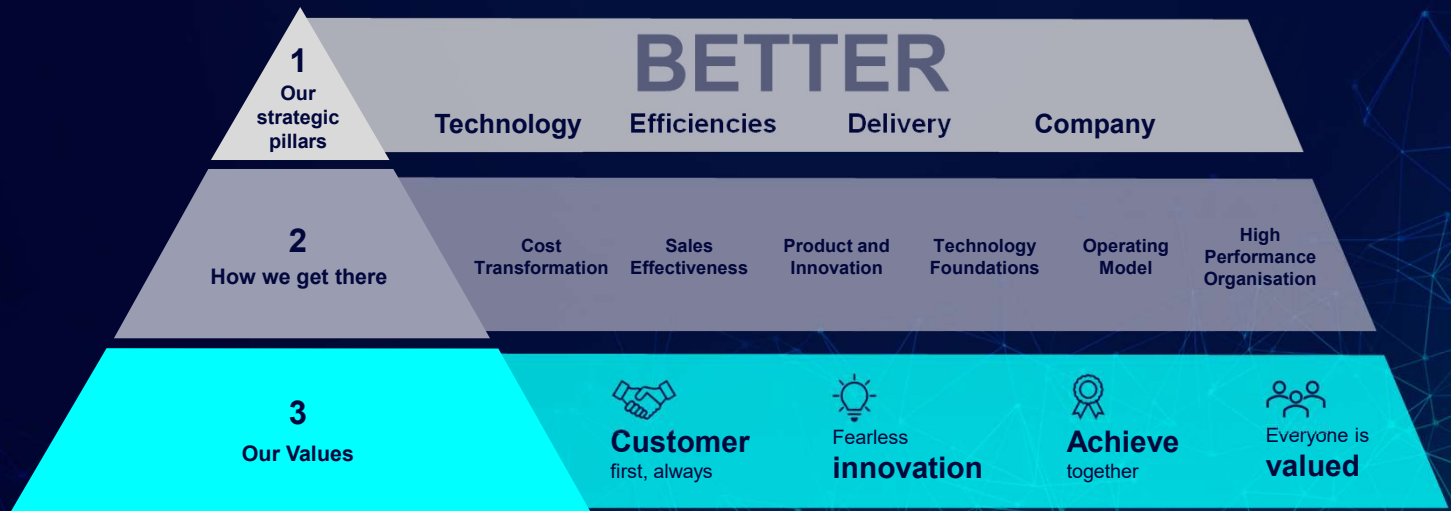 1
Our
strategic
pillars
BETTER
Technology Efficiencies Delivery Company
2
How we get there
Cost
Transformation
Sales
Effectiveness
Product and
Innovation
Technology
Foundations
Operating
Model
High
Performance
Organisation
3
Our Values
Customer
first, always
Fearless
innovation
Achieve
together
Everyone is
valued